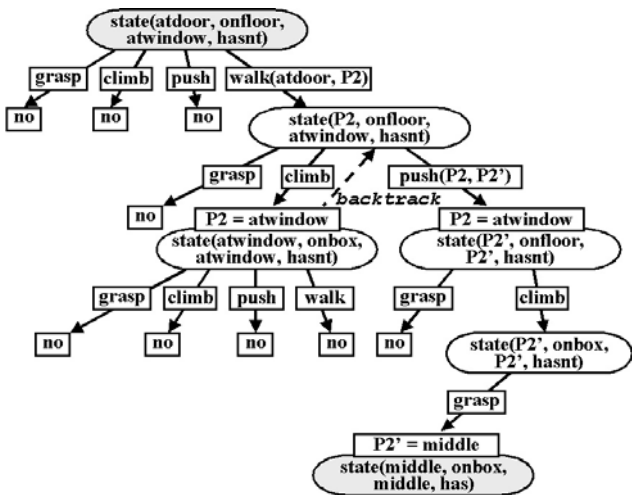 state(atdoor, onfloor,
atwindow, hasnt)
grasp
climb
push
walk(atdoor, P2)
no
no
no
state(P2, onfloor,
atwindow, hasnt)
grasp
climb
push(P2, P2')
backtrack
no
P2 = atwindow
state(atwindow, onbox,
atwindow, hasnt)
P2 = atwindow
state(P2', onfloor,
P2', hasnt)
grasp
climb
push
walk
grasp
climb
no
no
no
no
no
state(P2', onbox,
P2', hasnt)
grasp
P2' = middle
state(middle, onbox,
middle, has)